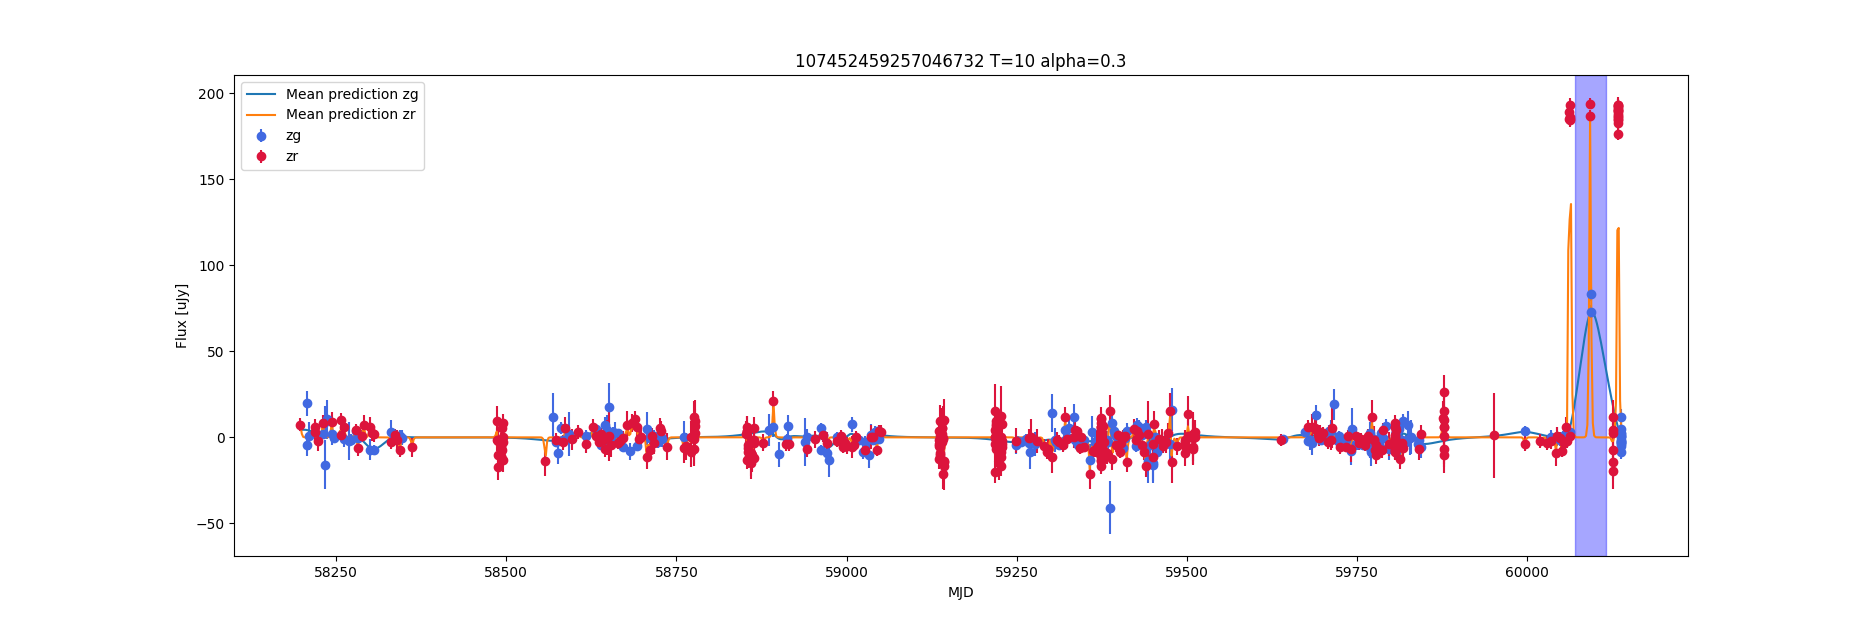 107452459257046732 T=10 alpha=0.3
Mean prediction zg
Mean prediction zr
zg
zr
Flux [uJy]
200
150
100
50
0
−50
58250
58500
58750
59000
59250
59500
59750
60000
MJD